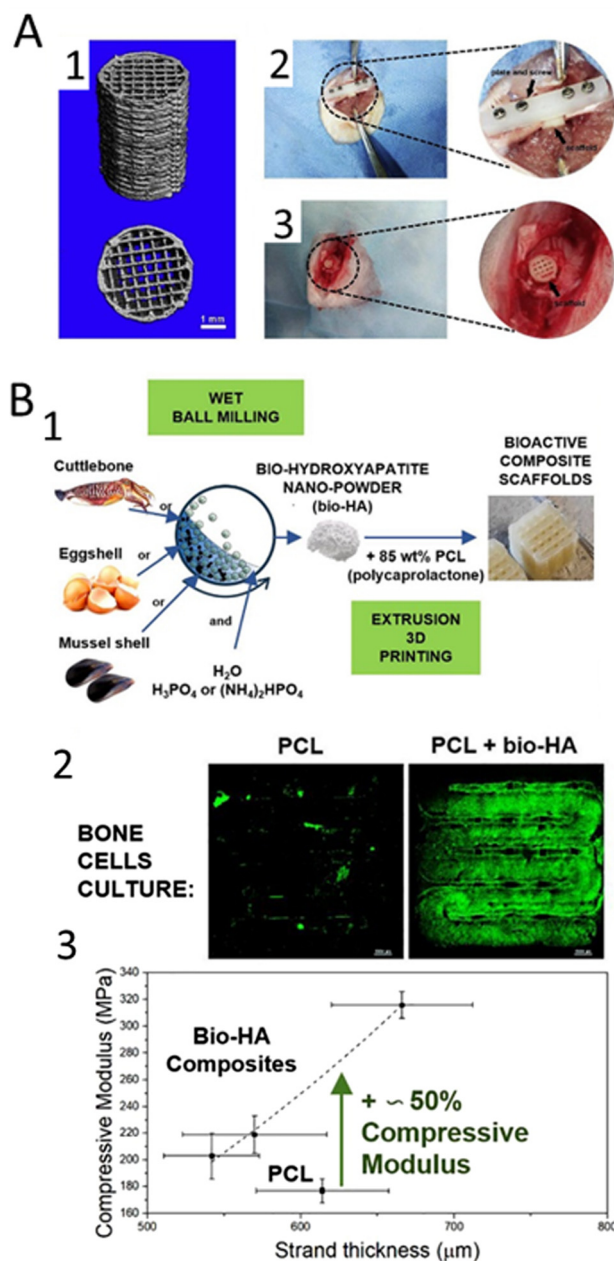 A
1
1 mm
2
plate and screw
scaffold
3
scaffold
B
1
WET
BALL MILLING
Cuttlebone
or
Eggshell
or
or
Mussel shell
and
H₂O
H₃PO₄ or (NH₄)₂HPO₄
BIO-HYDROXYAPATITE
NANO-POWDER
(bio-HA)
+ 85 wt% PCL
(polycaprolactone)
BIOACTIVE
COMPOSITE
SCAFFOLDS
EXTRUSION
3D
PRINTING
2
PCL
PCL + bio-HA
BONE
CELLS
CULTURE:
3
Compressive Modulus (MPa)
340
320
300
280
260
240
220
200
180
160
Bio-HA
Composites
PCL
+ ∽ 50%
Compressive
Modulus
500
600
700
800
Strand thickness (μm)